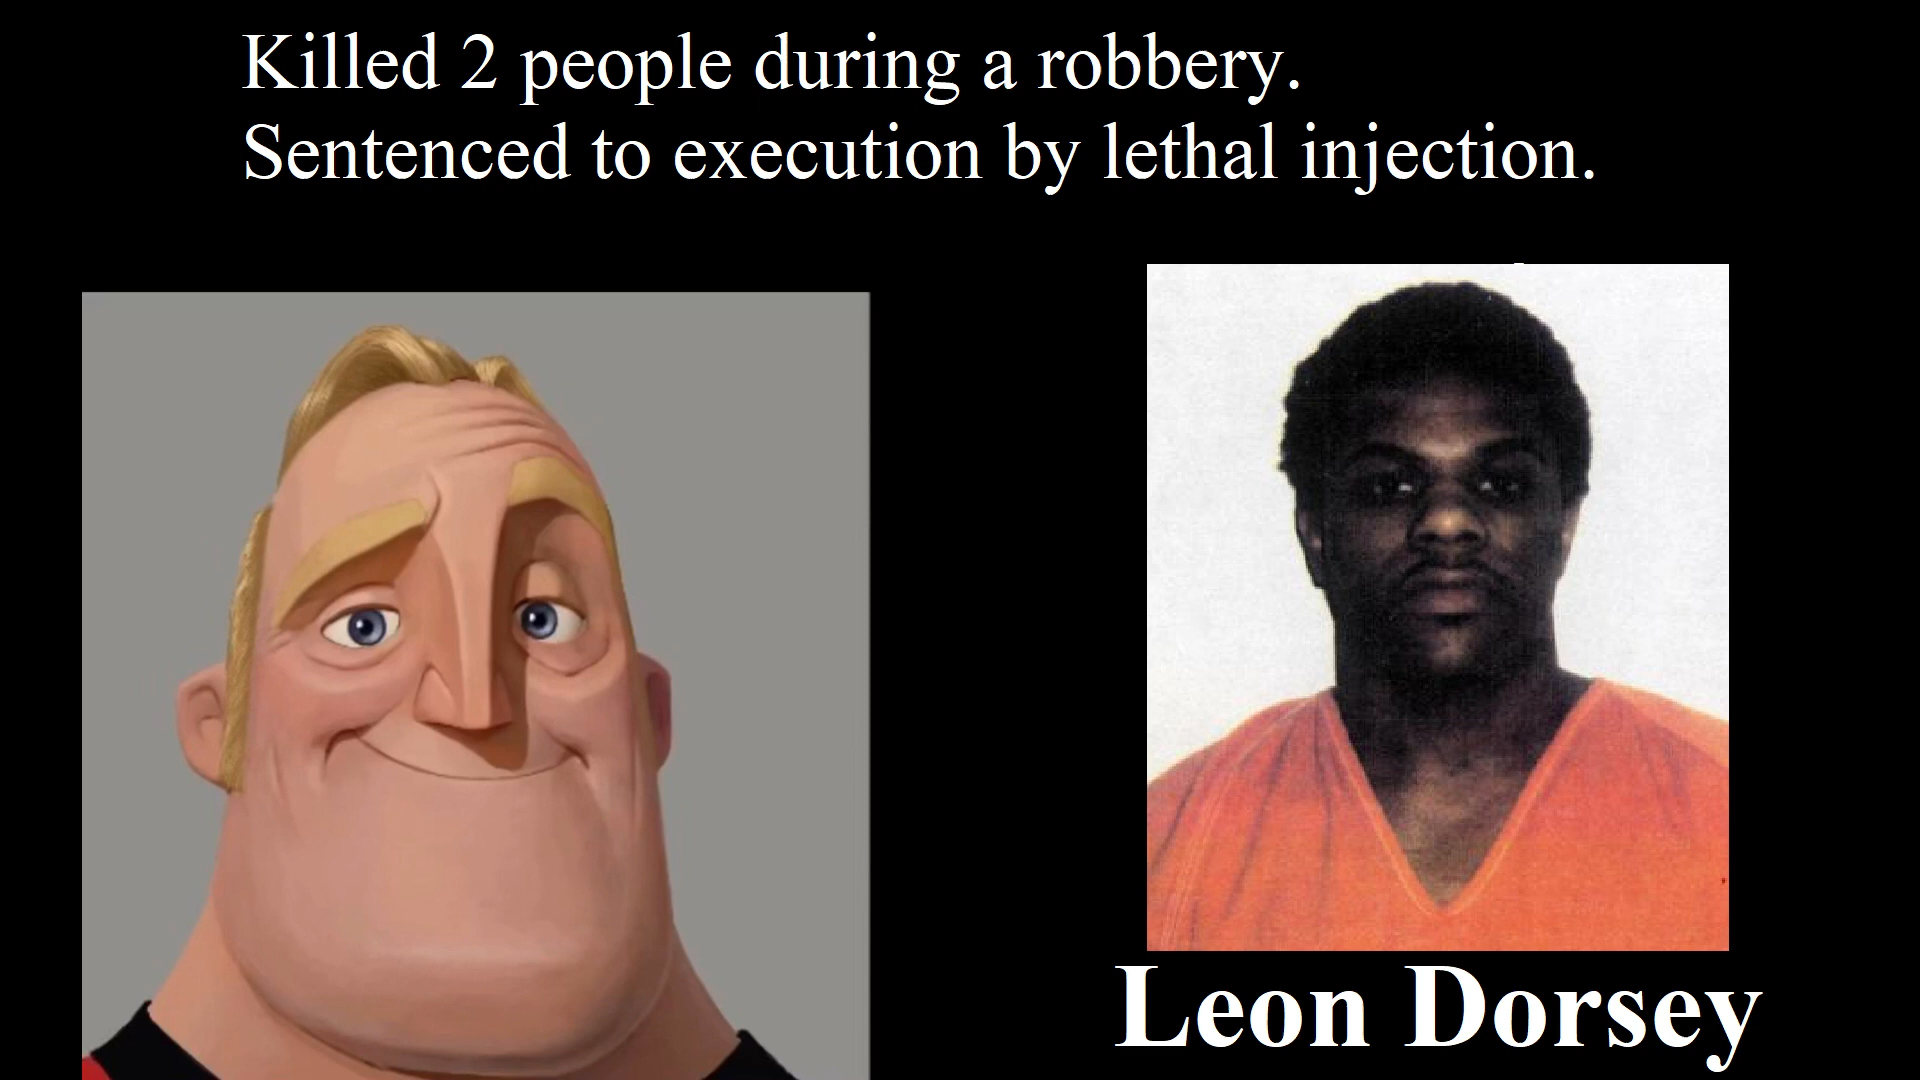 Killed 2 people during a robbery.
Sentenced to execution by lethal injection.
Leon Dorsey